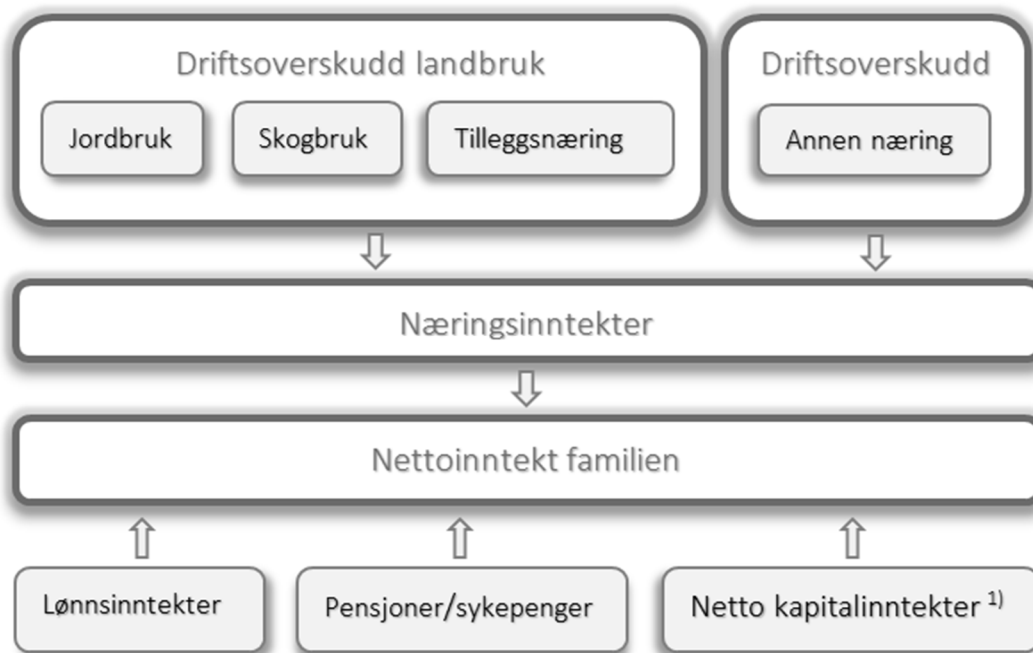 Driftsoverskudd landbruk
Jordbruk
Skogbruk
Tilleggsnæring
Driftsoverskudd
Annen næring
Næringsinntekter
Nettoinntekt familien
Lønnsinntekter
Pensjoner/sykepenger
Netto kapitalinntekter 1)